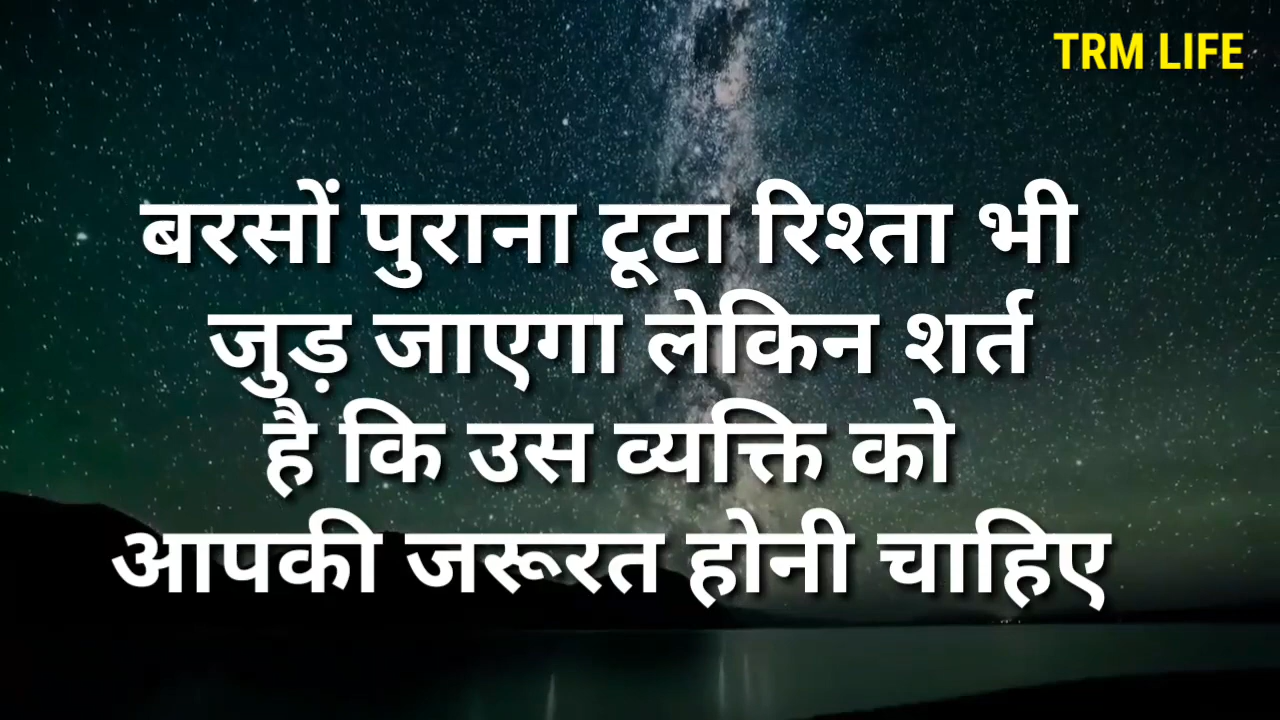 TRM LIFE
बरसों पुराना टूटा रिश्ता भी
जुड़ जाएगा लेकिन शर्त
है कि उस व्यक्ति को
आपकी जरूरत होनी चाहिए